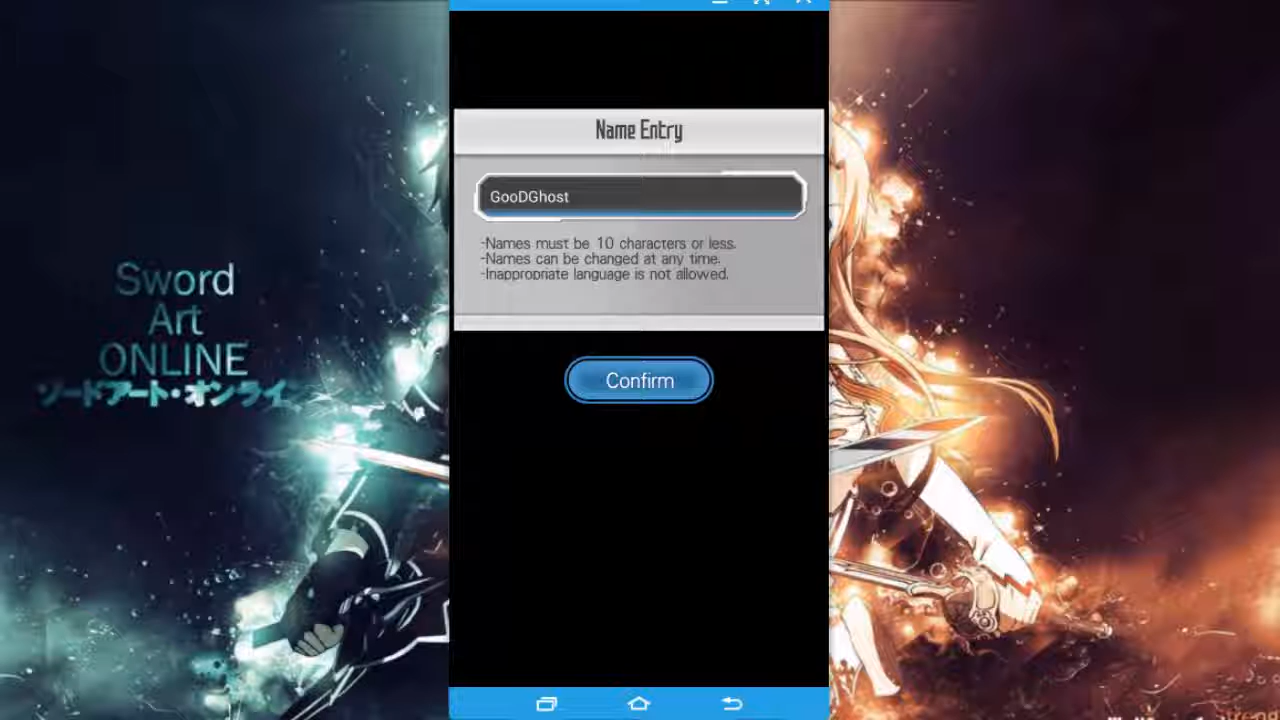 Name Entry
GooDGhost
-Names must be 10 characters or less.
-Names can be changed at any time.
-Inappropriate language is not allowed.
Confirm
Sword
Art
ONLINE
ソードアート・オンライ